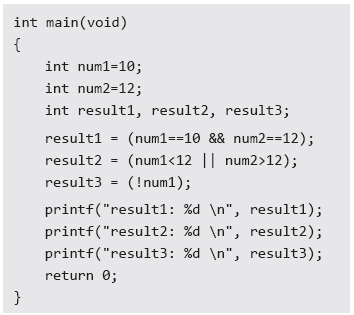 int main(void)
{
    int num1=10;
    int num2=12;
    int result1, result2, result3;
    result1 = (num1==10 && num2==12);
    result2 = (num1<12 || num2>12);
    result3 = (!num1);
    printf("result1: %d \n", result1);
    printf("result2: %d \n", result2);
    printf("result3: %d \n", result3);
    return 0;
}